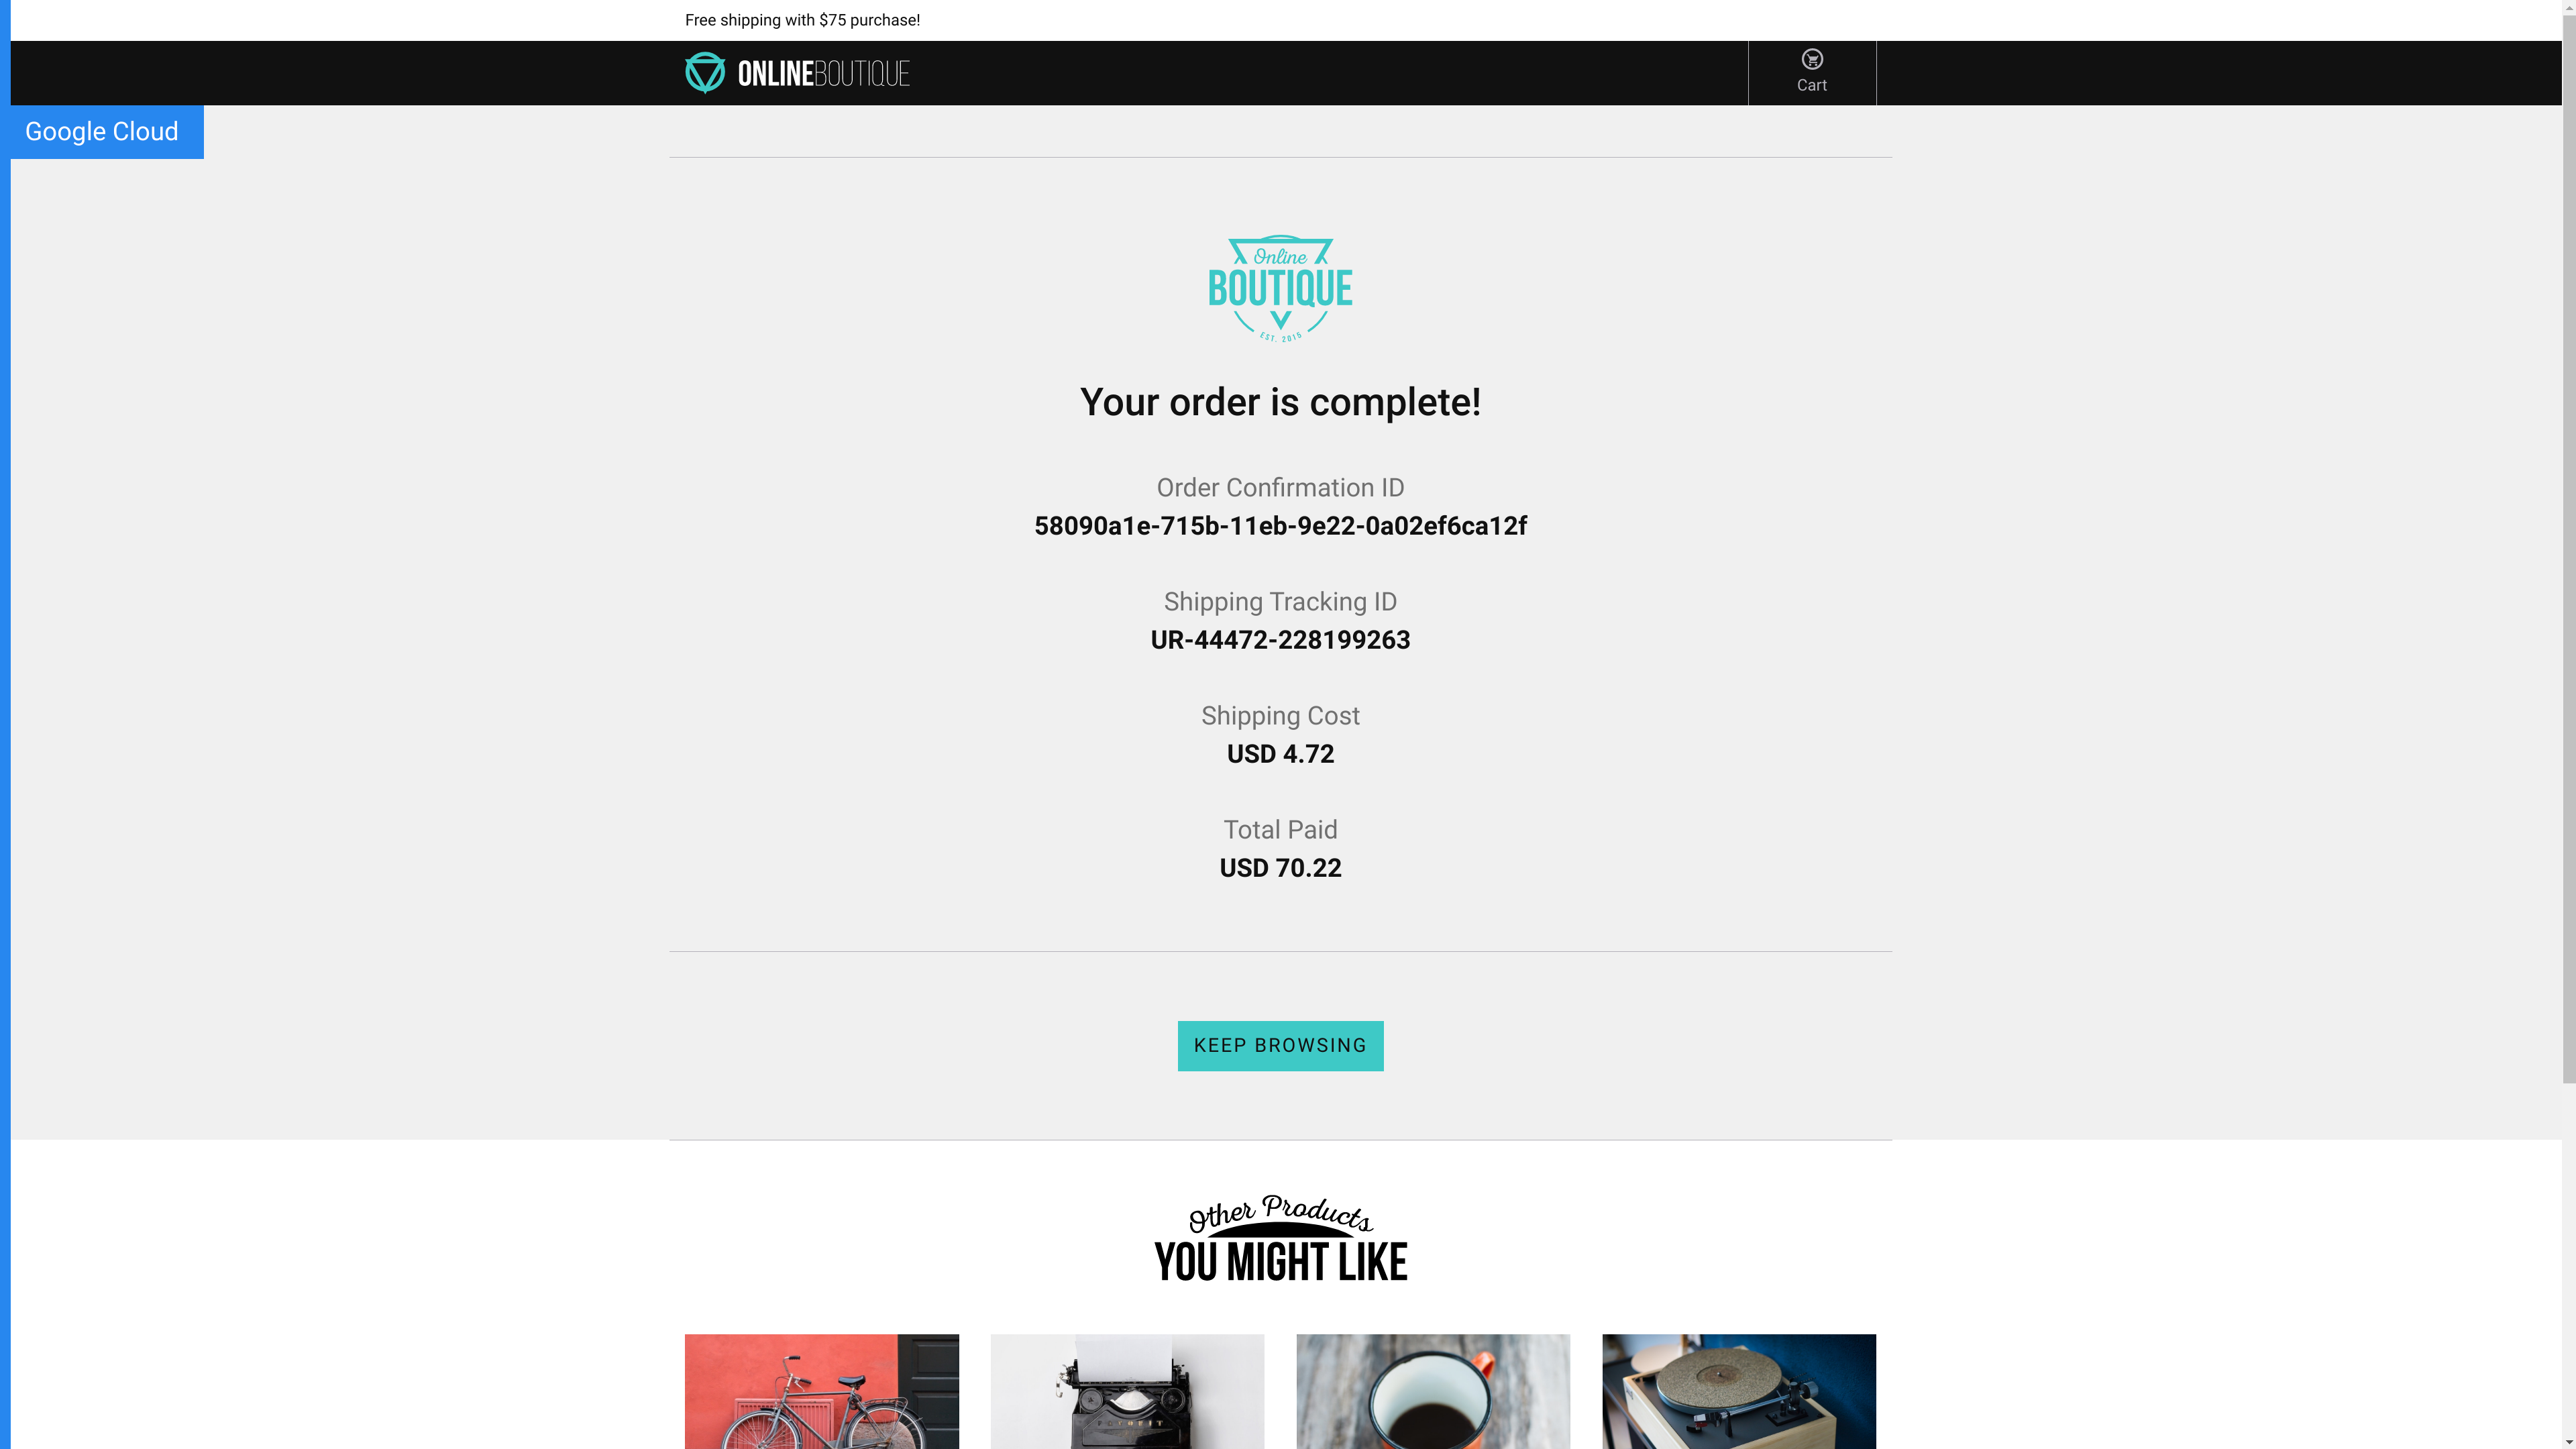 Free shipping with $75 purchase!
ONLINEBOUTIQUE
Cart
Google Cloud
Online
BOUTIQUE
EST. 2015
Your order is complete!
Order Confirmation ID
58090a1e-715b-11eb-9e22-0a02ef6ca12f
Shipping Tracking ID
UR-44472-228199263
Shipping Cost
USD 4.72
Total Paid
USD 70.22
KEEP BROWSING
Other Products
YOU MIGHT LIKE